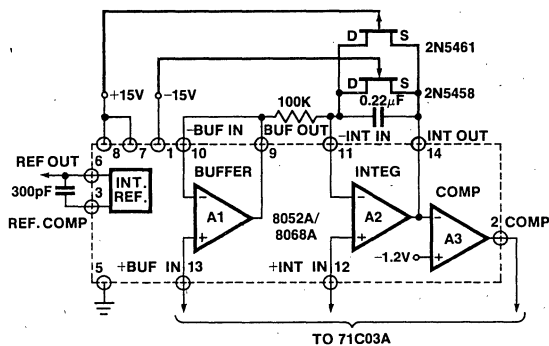 D S
2N5461
+15V -15V
D S
2N5458
100K 0.22μF
-BUF IN BUF OUT -INT IN INT OUT
8 7 1 10 9 11 14
REF OUT 6
BUFFER INTEG
300pF
INT. REF.
3
COMP
A1 8052A/ 8068A A2 A3
2 COMP
REF. COMP
-1.2V
5 +BUF IN 13 +INT IN 12
TO 71C03A